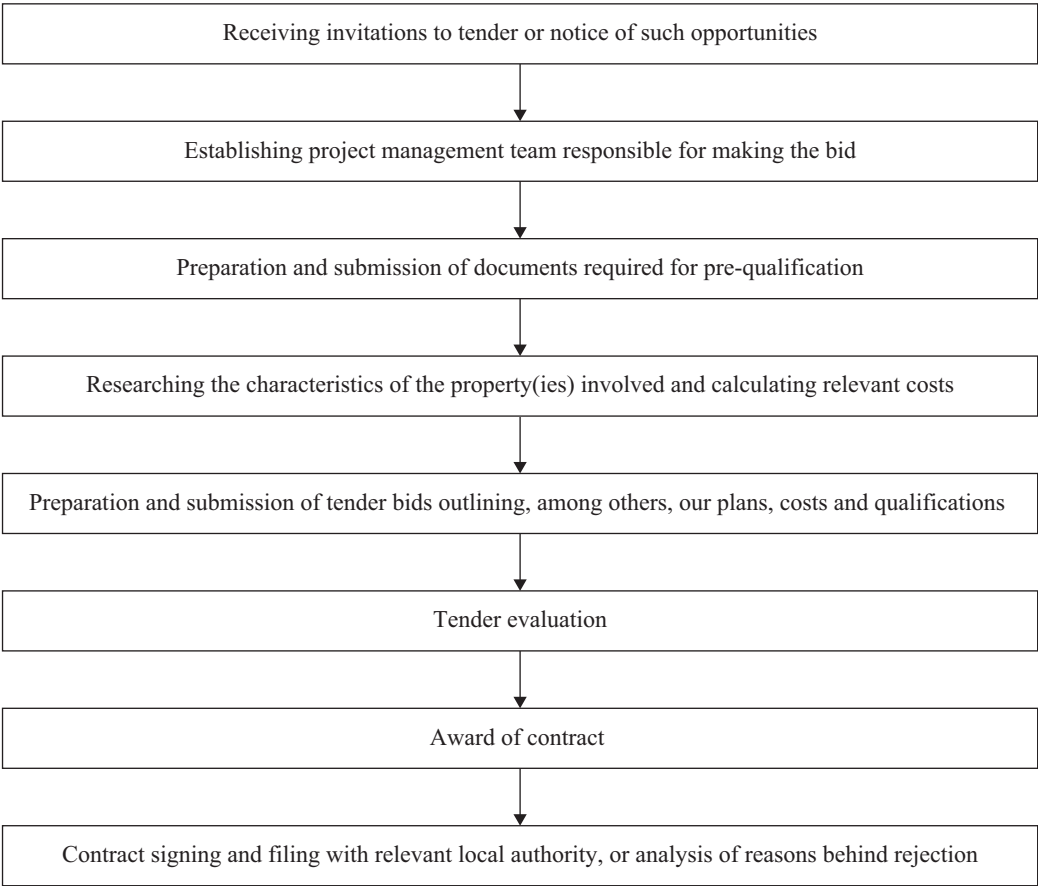 Receiving invitations to tender or notice of such opportunities
Establishing project management team responsible for making the bid
Preparation and submission of documents required for pre-qualification
Researching the characteristics of the property(ies) involved and calculating relevant costs
Preparation and submission of tender bids outlining, among others, our plans, costs and qualifications
Tender evaluation
Award of contract
Contract signing and filing with relevant local authority, or analysis of reasons behind rejection